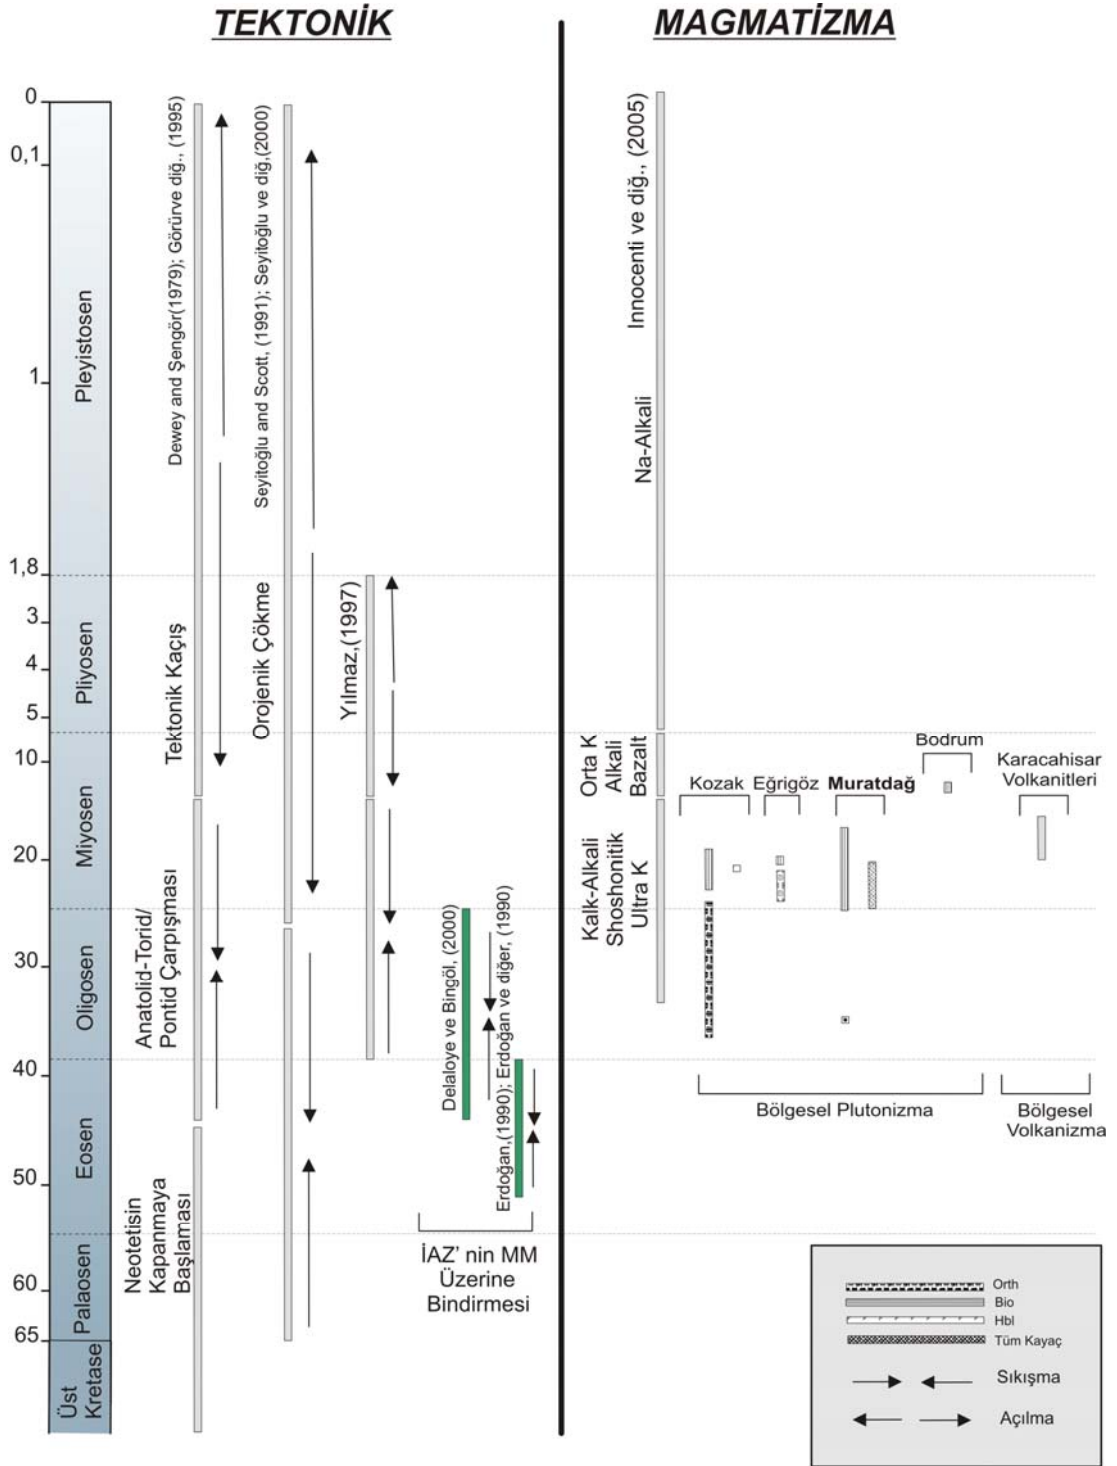 TEKTONİK
MAGMATİZMA
0
0,1
1
1,8
3
4
5
10
20
30
40
50
60
65
Pleyistosen
Pliyosen
Miyosen
Oligosen
Eosen
Palaosen
Üst
Kretase
Dewey and Şengör(1979); Görürve diğ., (1995)
Tektonik Kaçış
Anatolid-Torid/
Pontid Çarpışması
Neotetisin
Kapanmaya
Başlaması
Seyitoğlu and Scott, (1991); Seyitoğlu ve diğ,(2000)
Orojenik Çökme
Yılmaz,(1997)
Delaloye ve Bingöl, (2000)
Erdoğan,(1990); Erdoğan ve diğer, (1990)
İAZ' nin MM
Üzerine
Bindirmesi
Innocenti ve diğ., (2005)
Na-Alkali
Orta K
Alkali
Bazalt
Kalk-Alkali
Shoshonitik
Ultra K
Kozak
Eğrigöz
Muratdağ
Bodrum
Karacahisar
Volkanitleri
Bölgesel Plutonizma
Bölgesel
Volkanizma
Orth
Bio
Hbl
Tüm Kayaç
Sıkışma
Açılma